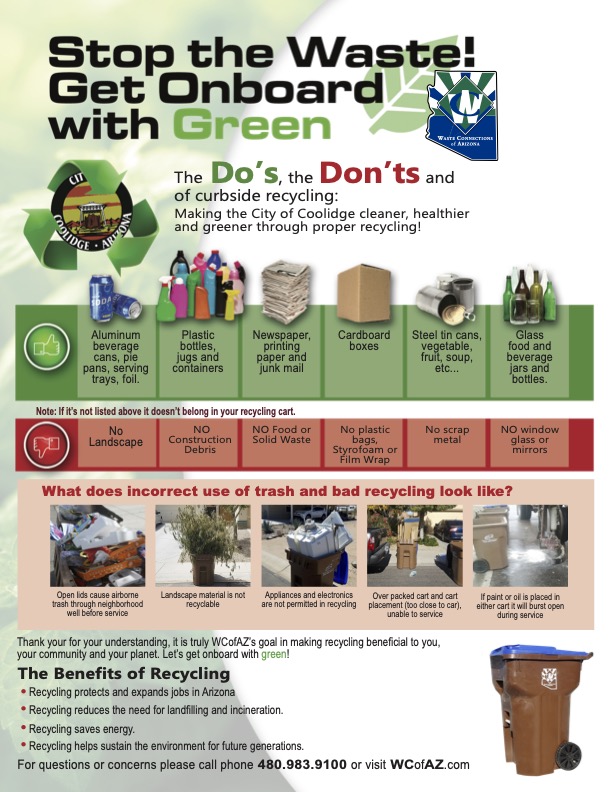 Stop the Waste!
Get Onboard
with Green
WASTE CONNECTIONS
of ARIZONA
CIT
COOLIDGE • ARIZONA
The Do's, the Don'ts and
of curbside recycling:
Making the City of Coolidge cleaner, healthier
and greener through proper recycling!
SODA
Aluminum
beverage
cans, pie
pans, serving
trays, foil.
Plastic
bottles,
jugs and
containers
Newspaper,
printing
paper and
junk mail
Cardboard
boxes
Steel tin cans,
vegetable,
fruit, soup,
etc...
Glass
food and
beverage
jars and
bottles.
Note: If it's not listed above it doesn't belong in your recycling cart.
No
Landscape
NO
Construction
Debris
NO Food or
Solid Waste
No plastic
bags,
Styrofoam or
Film Wrap
No scrap
metal
NO window
glass or
mirrors
What does incorrect use of trash and bad recycling look like?
Open lids cause airborne
trash through neighborhood
well before service
Landscape material is not
recyclable
Appliances and electronics
are not permitted in recycling
Over packed cart and cart
placement (too close to car),
unable to service
If paint or oil is placed in
either cart it will burst open
during service
Thank your for your understanding, it is truly WCofAZ's goal in making recycling beneficial to you,
your community and your planet. Let's get onboard with green!
The Benefits of Recycling
• Recycling protects and expands jobs in Arizona
• Recycling reduces the need for landfilling and incineration.
• Recycling saves energy.
• Recycling helps sustain the environment for future generations.
For questions or concerns please call phone 480.983.9100 or visit WCofAZ.com